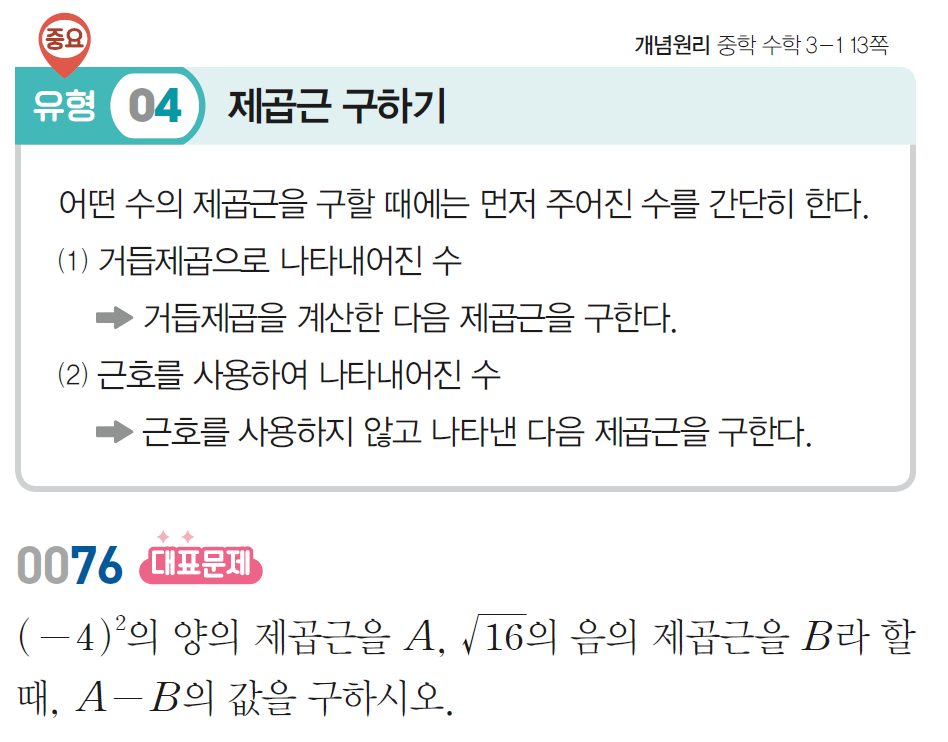 중요
개념원리 중학 수학 3-1 13쪽
유형 04 제곱근 구하기
어떤 수의 제곱근을 구할 때에는 먼저 주어진 수를 간단히 한다.
(1) 거듭제곱으로 나타내어진 수
➡ 거듭제곱을 계산한 다음 제곱근을 구한다.
(2) 근호를 사용하여 나타내어진 수
➡ 근호를 사용하지 않고 나타낸 다음 제곱근을 구한다.
0076 대표문제
(-4)²의 양의 제곱근을 A, √16의 음의 제곱근을 B라 할
때, A-B의 값을 구하시오.